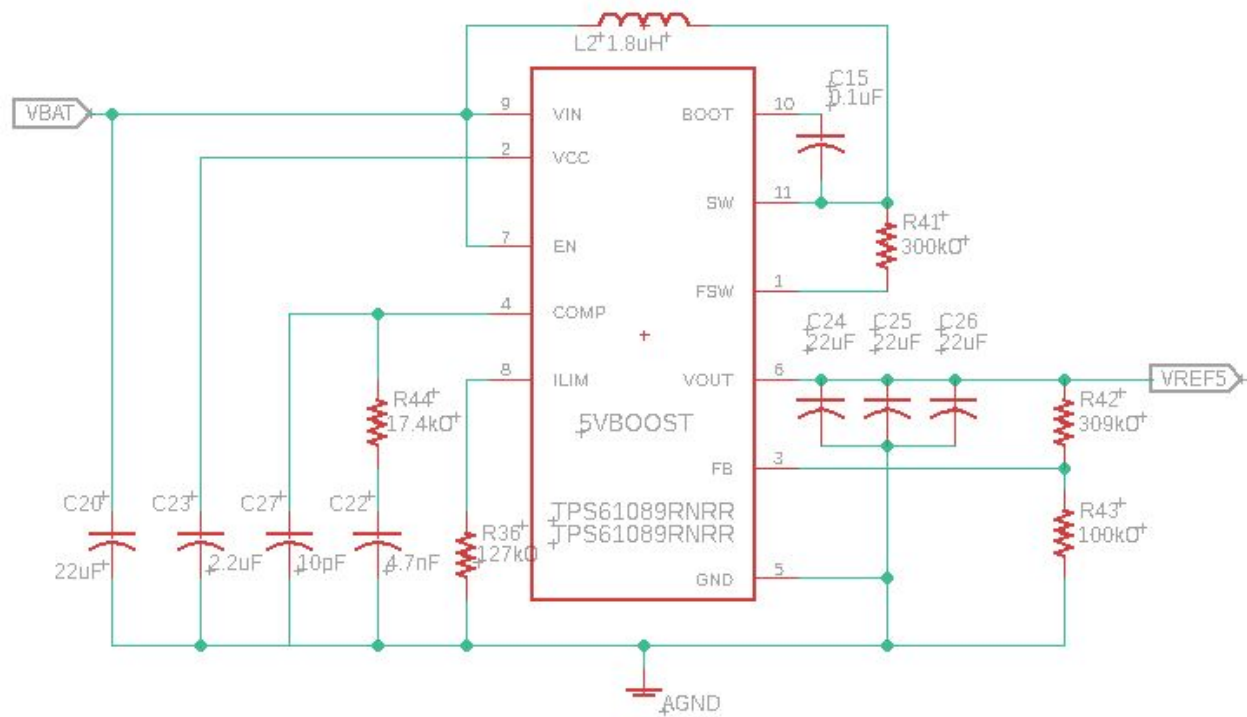 L2 1.8uH
C15
0.1uF
VBAT
9
VIN
BOOT
10
2
VCC
SW
11
R41
300kΩ
7
EN
FSW
1
4
COMP
C24
22uF
C25
22uF
C26
22uF
8
ILIM
VOUT
6
VREF5
R44
17.4kΩ
5VBOOST
R42
309kΩ
FB
3
C20
22uF
C23
2.2uF
C27
10pF
C22
4.7nF
R36
127kΩ
TPS61089RNRR
TPS61089RNRR
R43
100kΩ
GND
5
AGND